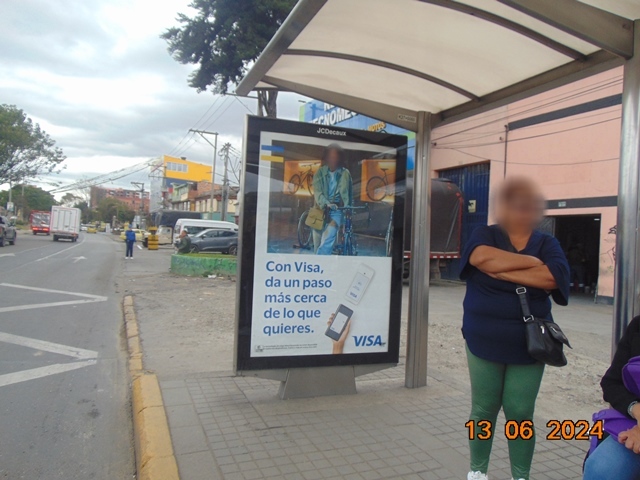 JCDecaux
Con Visa,
da un paso
más cerca
de lo que
quieres.
VISA
13 06 2024